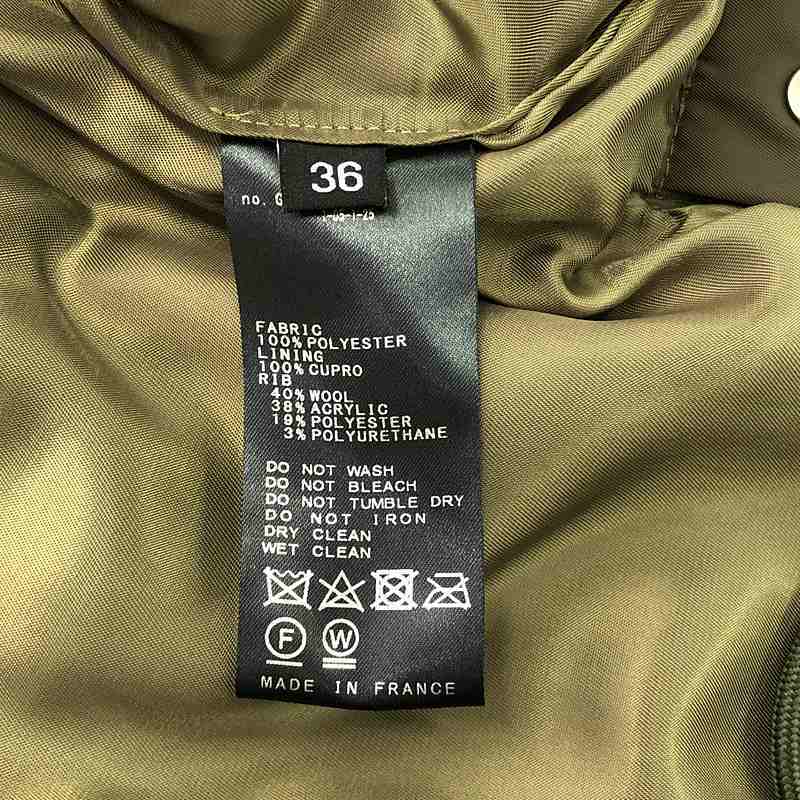 36
no. G
FABRIC
100% POLYESTER
LINING
100% CUPRO
RIB
40% WOOL
38% ACRYLIC
19% POLYESTER
3% POLYURETHANE
DO NOT WASH
DO NOT BLEACH
DO NOT TUMBLE DRY
DO NOT IRON
DRY CLEAN
WET CLEAN
F W
MADE IN FRANCE